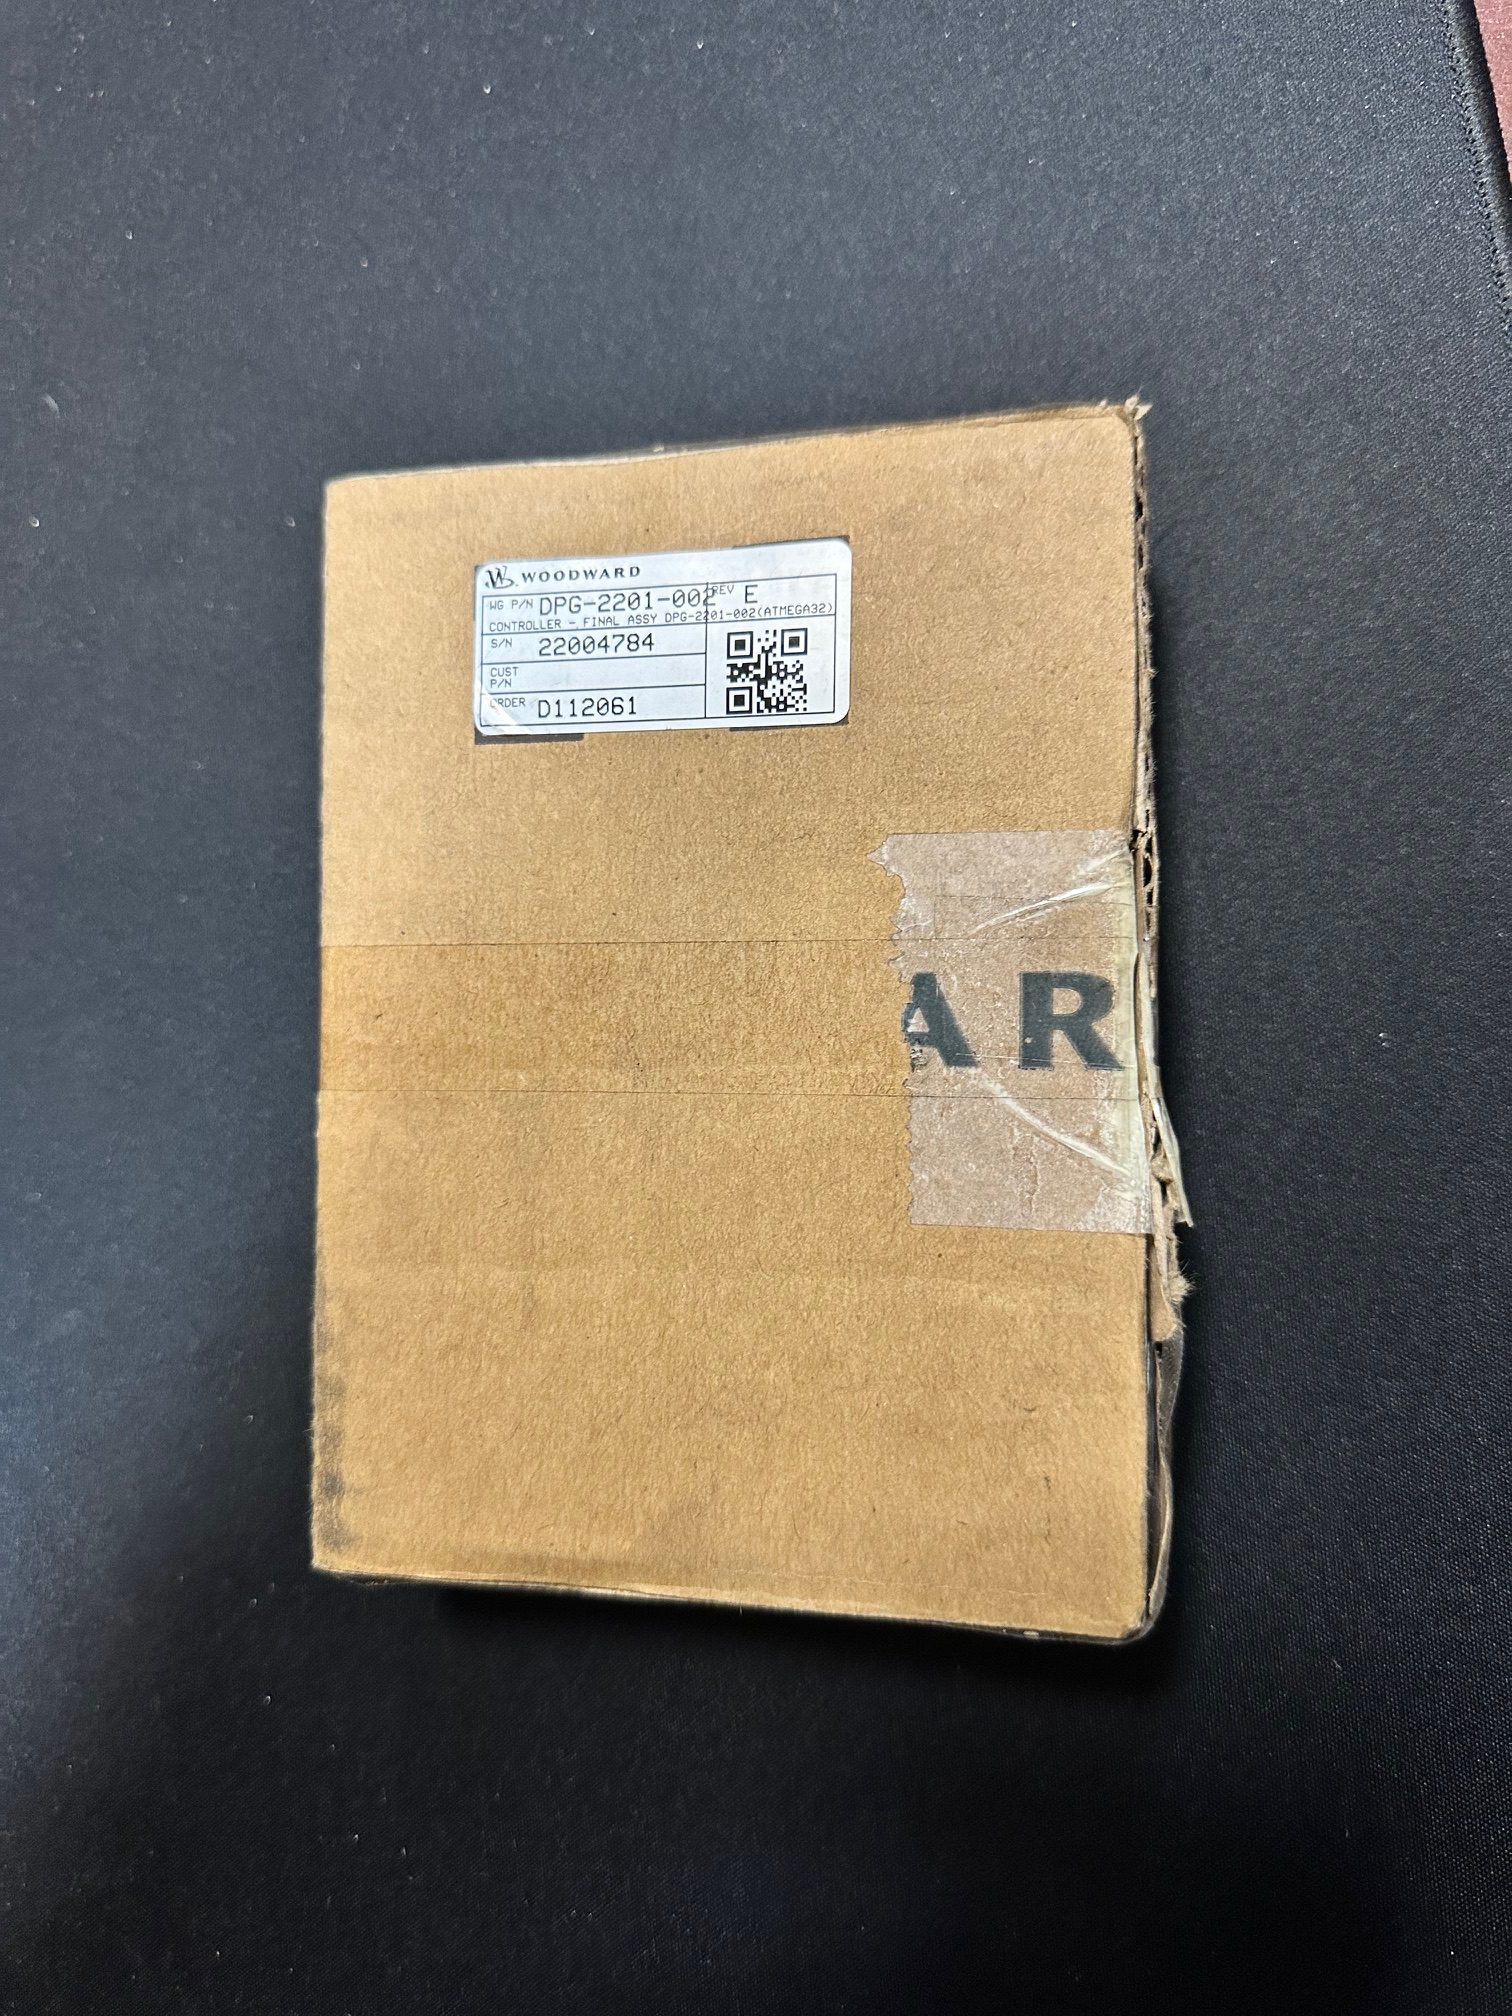 WOODWARD
WG P/N DPG-2201-002 REV E
CONTROLLER - FINAL ASSY DPG-2201-002(ATMEGA32)
S/N 22004784
CUST
P/N
ORDER D112061
AR